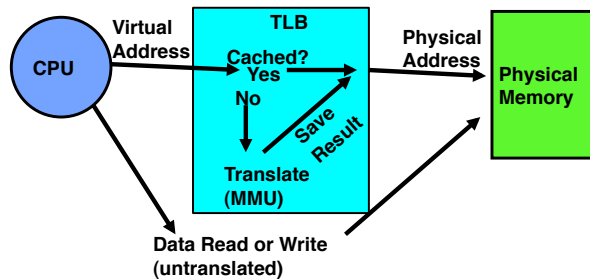 CPU
Virtual
Address
TLB
Cached?
Yes
No
Save
Result
Translate
(MMU)
Physical
Address
Physical
Memory
Data Read or Write
(untranslated)